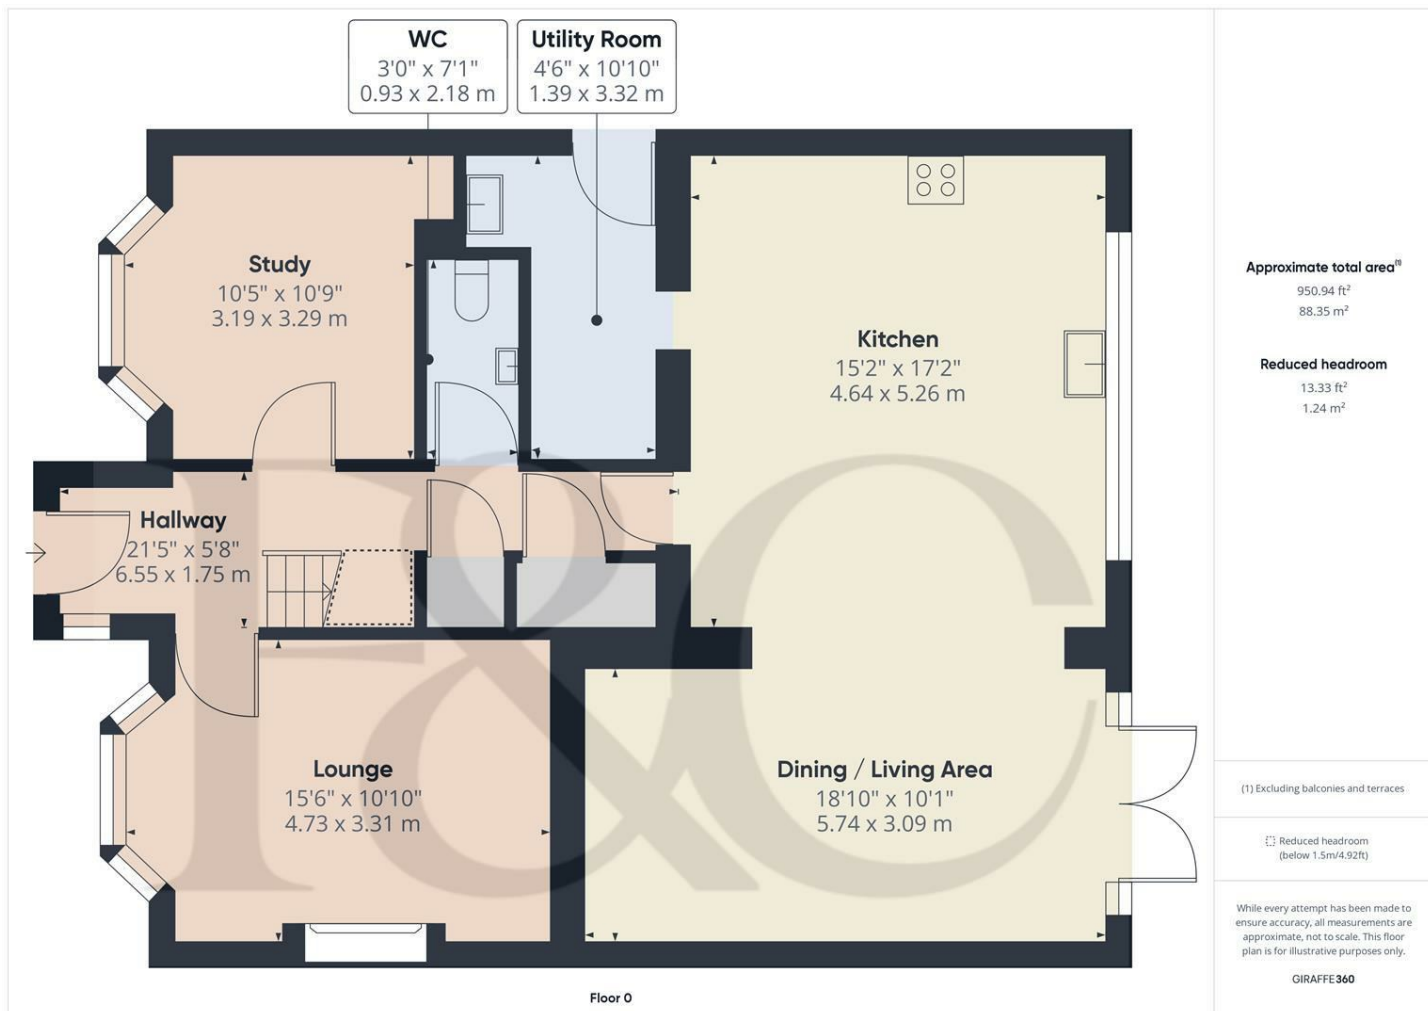 WC
3'0" x 7'1"
0.93 x 2.18 m
Utility Room
4'6" x 10'10"
1.39 x 3.32 m
Study
10'5" x 10'9"
3.19 x 3.29 m
Kitchen
15'2" x 17'2"
4.64 x 5.26 m
Hallway
21'5" x 5'8"
6.55 x 1.75 m
Lounge
15'6" x 10'10"
4.73 x 3.31 m
Dining / Living Area
18'10" x 10'1"
5.74 x 3.09 m
F&C
Floor 0
Approximate total area⁽¹⁾
950.94 ft²
88.35 m²
Reduced headroom
13.33 ft²
1.24 m²
(1) Excluding balconies and terraces
Reduced headroom
(below 1.5m/4.92ft)
While every attempt has been made to
ensure accuracy, all measurements are
approximate, not to scale. This floor
plan is for illustrative purposes only.
GIRAFFE360